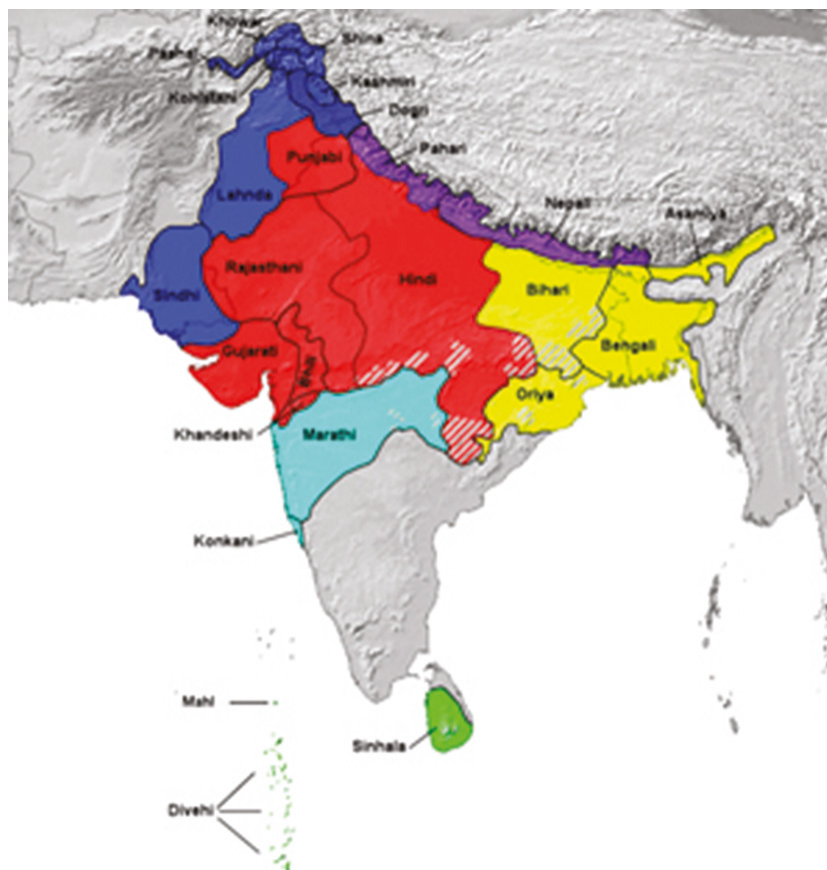 Khowar
Shina
Pashai
Kashmiri
Kohistani
Dogri
Pahari
Punjabi
Lahnda
Nepali
Asamiya
Rajasthani
Hindi
Sindhi
Bihari
Bengali
Gujarati
Bhili
Oriya
Khandeshi
Marathi
Konkani
Mahl
Sinhala
Divehi